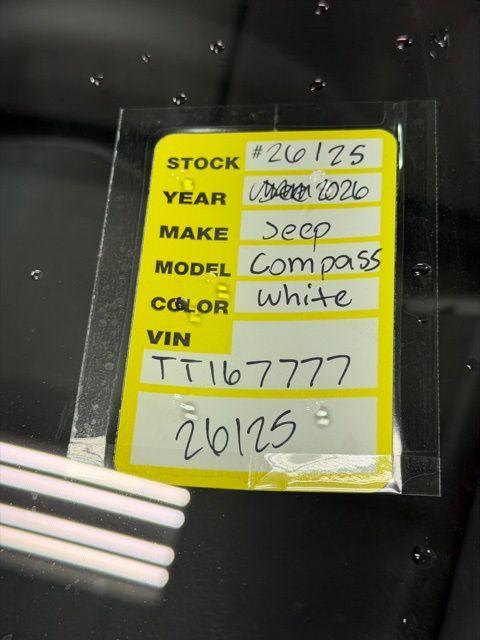 STOCK #26125
YEAR 2026
MAKE Jeep
MODEL Compass
COLOR White
VIN
TT167777
26125